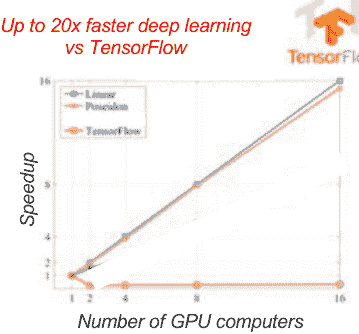 Up to 20x faster deep learning
vs TensorFlow
TensorFl
16
Linear
Poseidon
TensorFlow
Speedup
8
4
2
1
1 2 4 8 16
Number of GPU computers